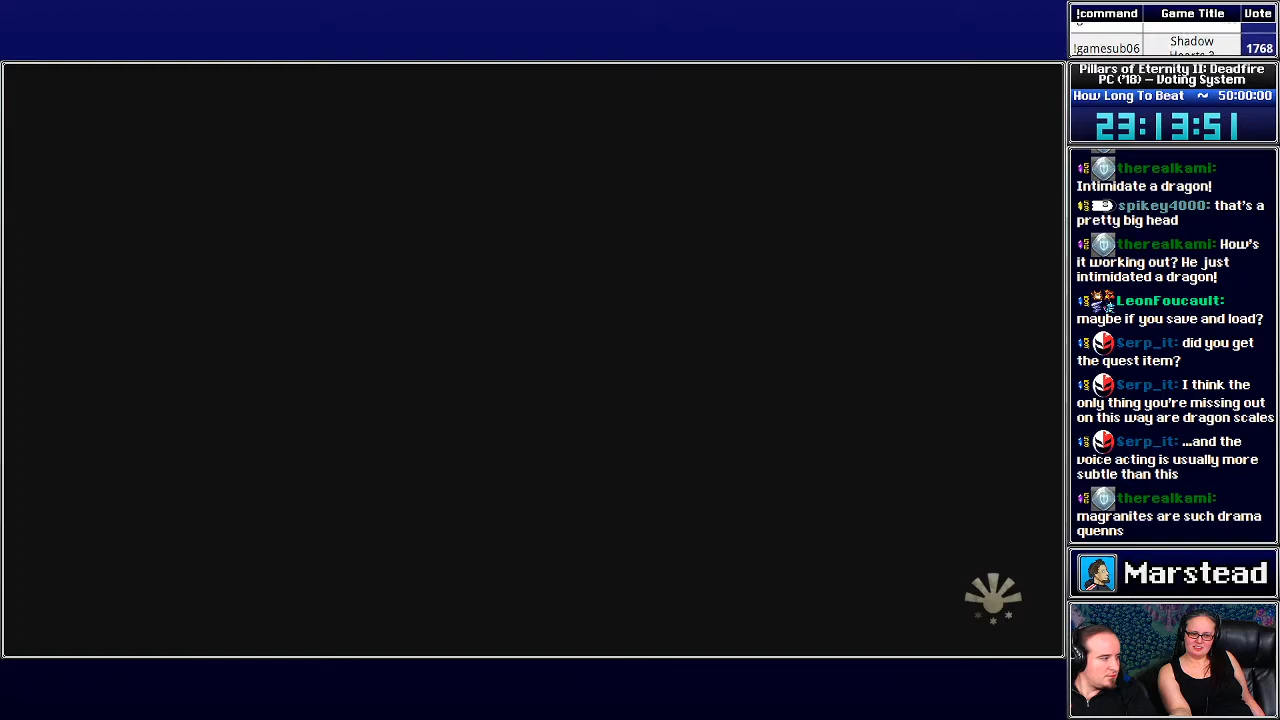 !command Game Title Vote
!gamesub06 Shadow 1768
Pillars of Eternity II: Deadfire
PC ('18) – Voting System
How Long To Beat ~ 50:00:00
23:13:51
therealkami:
Intimidate a dragon!
spikey4000: that's a
pretty big head
therealkami: How's
it working out? He just
intimidated a dragon!
LeonFoucault:
maybe if you save and load?
Serp_it: did you get
the quest item?
Serp_it: I think the
only thing you're missing out
on this way are dragon scales
Serp_it: ...and the
voice acting is usually more
subtle than this
therealkami:
magranites are such drama
quenns
Marstead